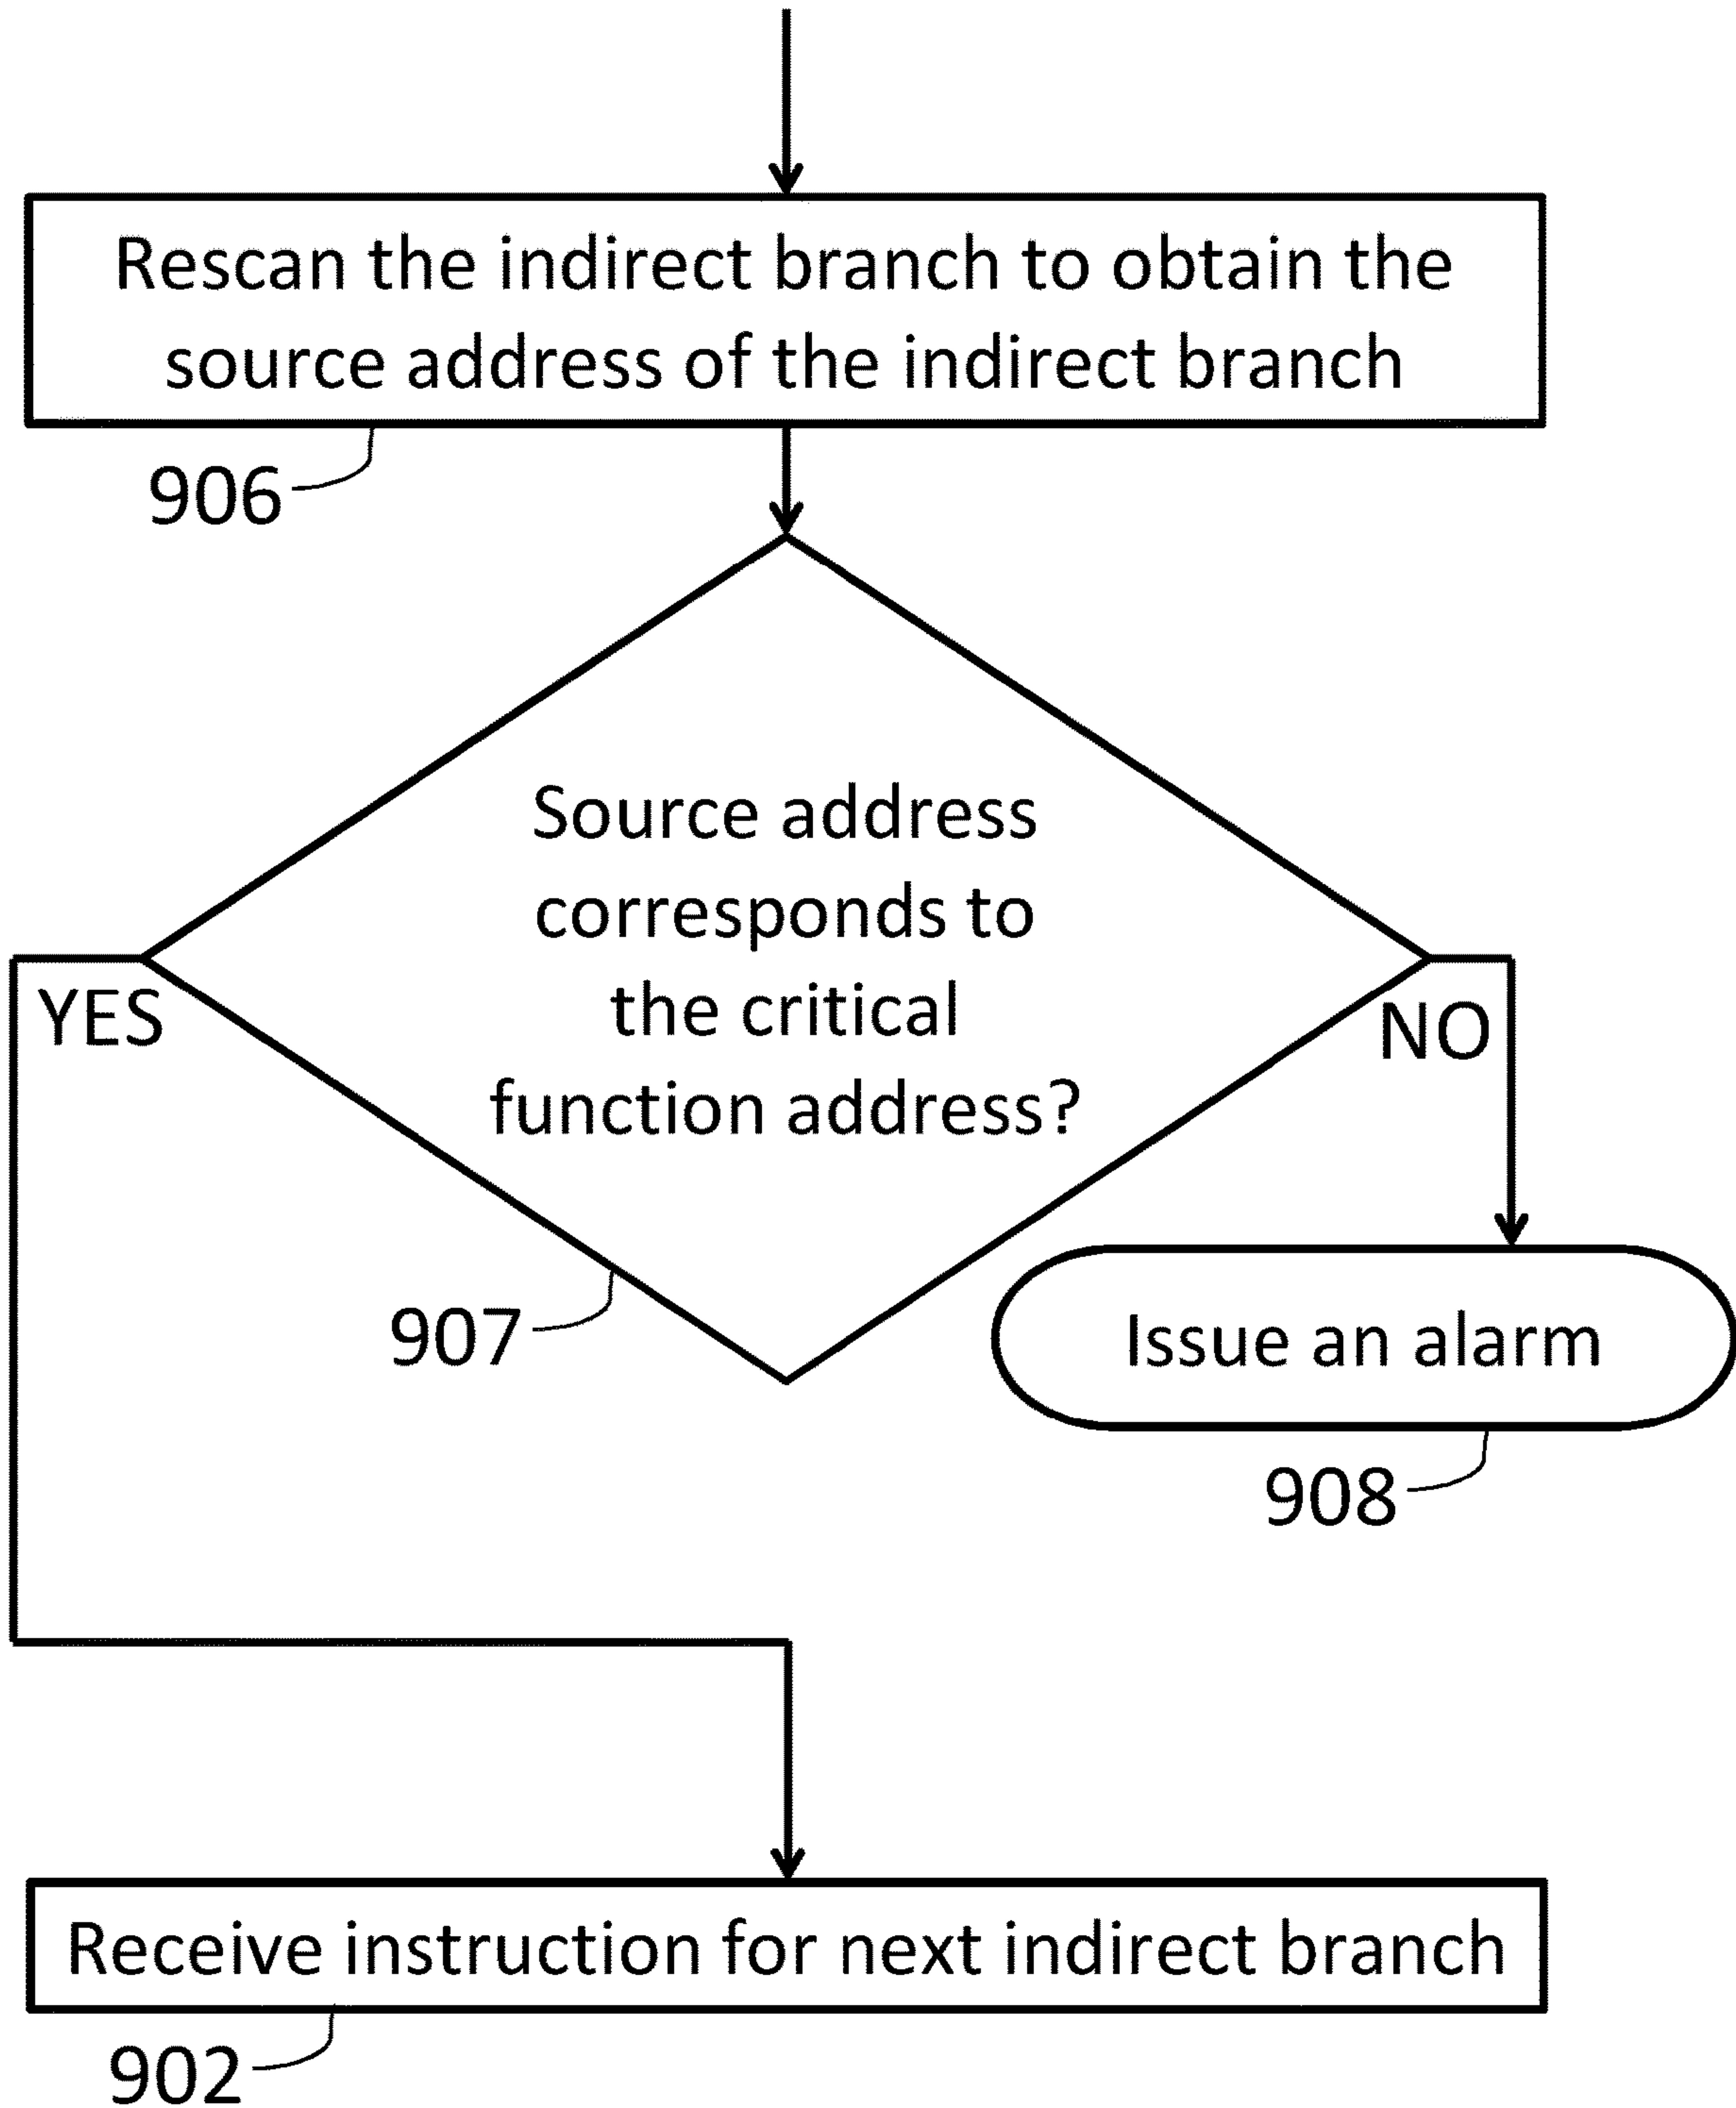 Rescan the indirect branch to obtain the
source address of the indirect branch
906
Source address
corresponds to
the critical
function address?
YES
NO
907
Issue an alarm
908
Receive instruction for next indirect branch
902